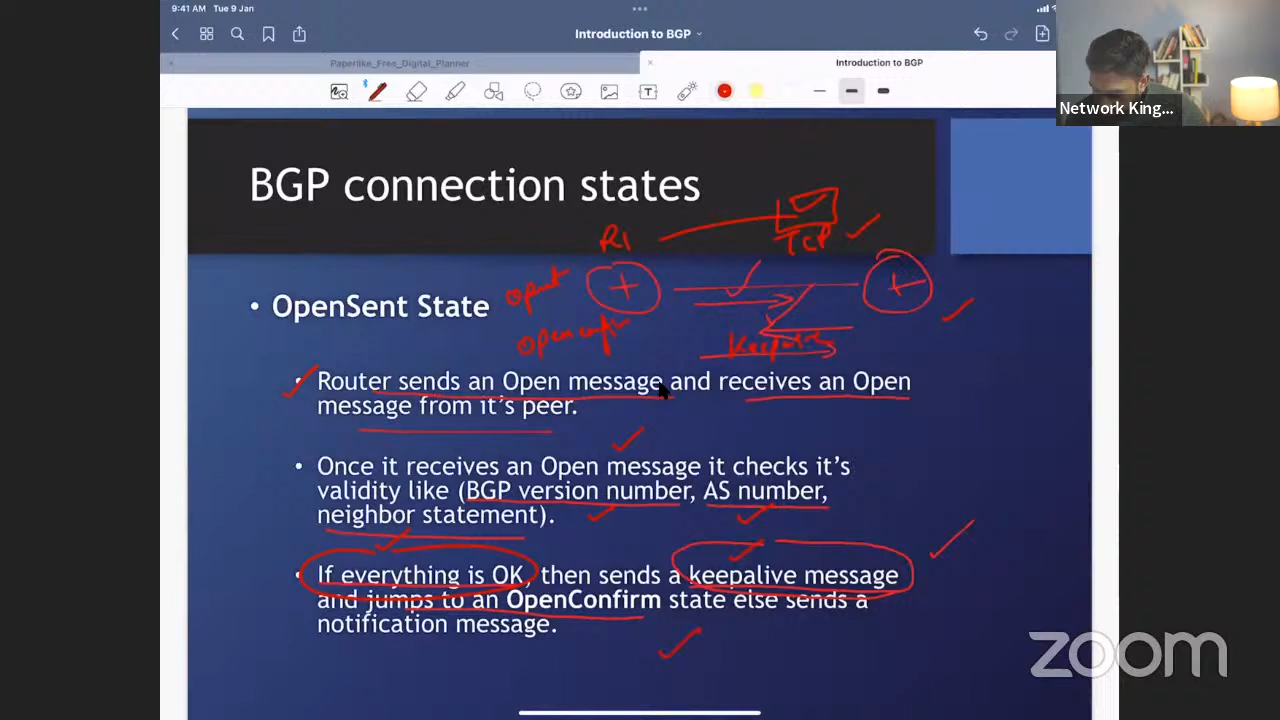 9:41 AM Tue 9 Jan
Introduction to BGP
Paperlike_Free_Digital_Planner
Introduction to BGP
Network King...
BGP connection states
R1
TCP
• OpenSent State
Keepalive
• Router sends an Open message and receives an Open
message from it's peer.
• Once it receives an Open message it checks it's
validity like (BGP version number, AS number,
neighbor statement).
• If everything is OK, then sends a keepalive message
and jumps to an OpenConfirm state else sends a
notification message.
zoom